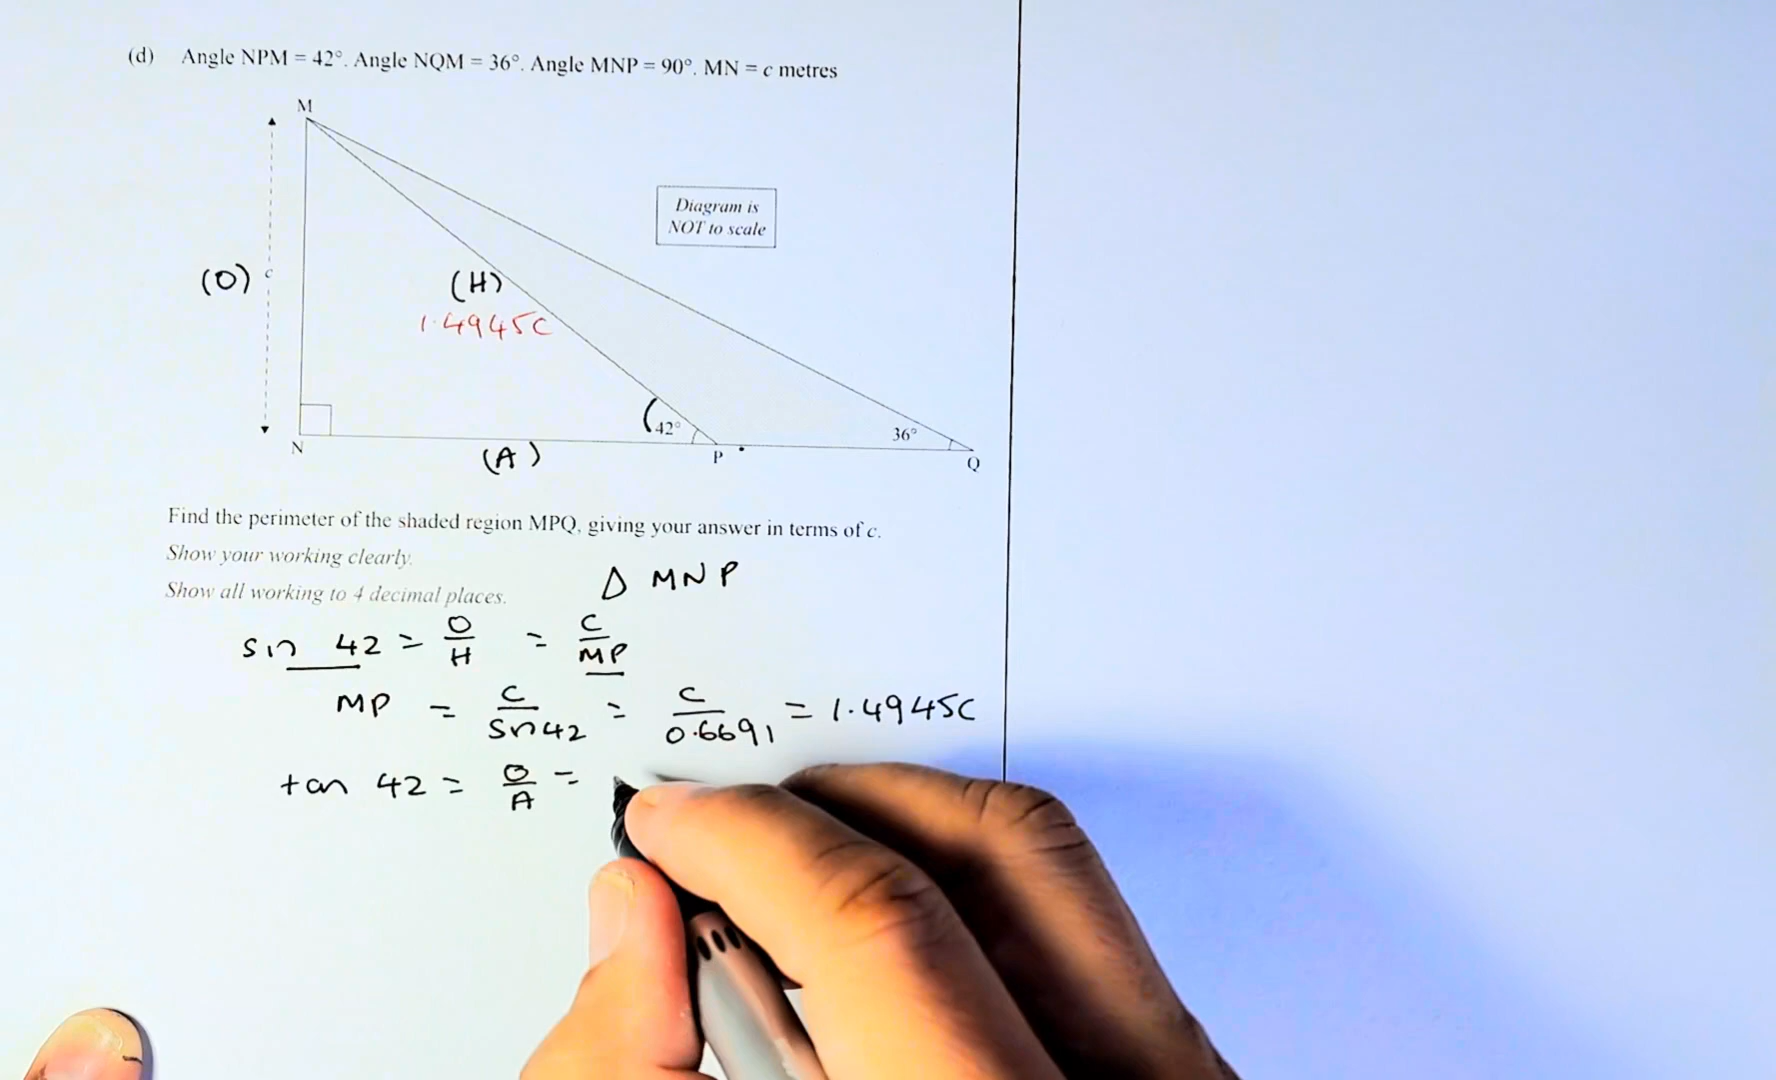 (d) Angle NPM = 42°. Angle NQM = 36°. Angle MNP = 90°. MN = c metres
M
Diagram is
NOT to scale
(O) c (H)
1.4945C
(42° 36°
N (A) P Q
Find the perimeter of the shaded region MPQ, giving your answer in terms of c.
Show your working clearly.
Show all working to 4 decimal places.
Δ MNP
sin 42 = O/H = C/MP
MP = C/Sin42 = C/0.6691 = 1.4945C
tan 42 = O/A =